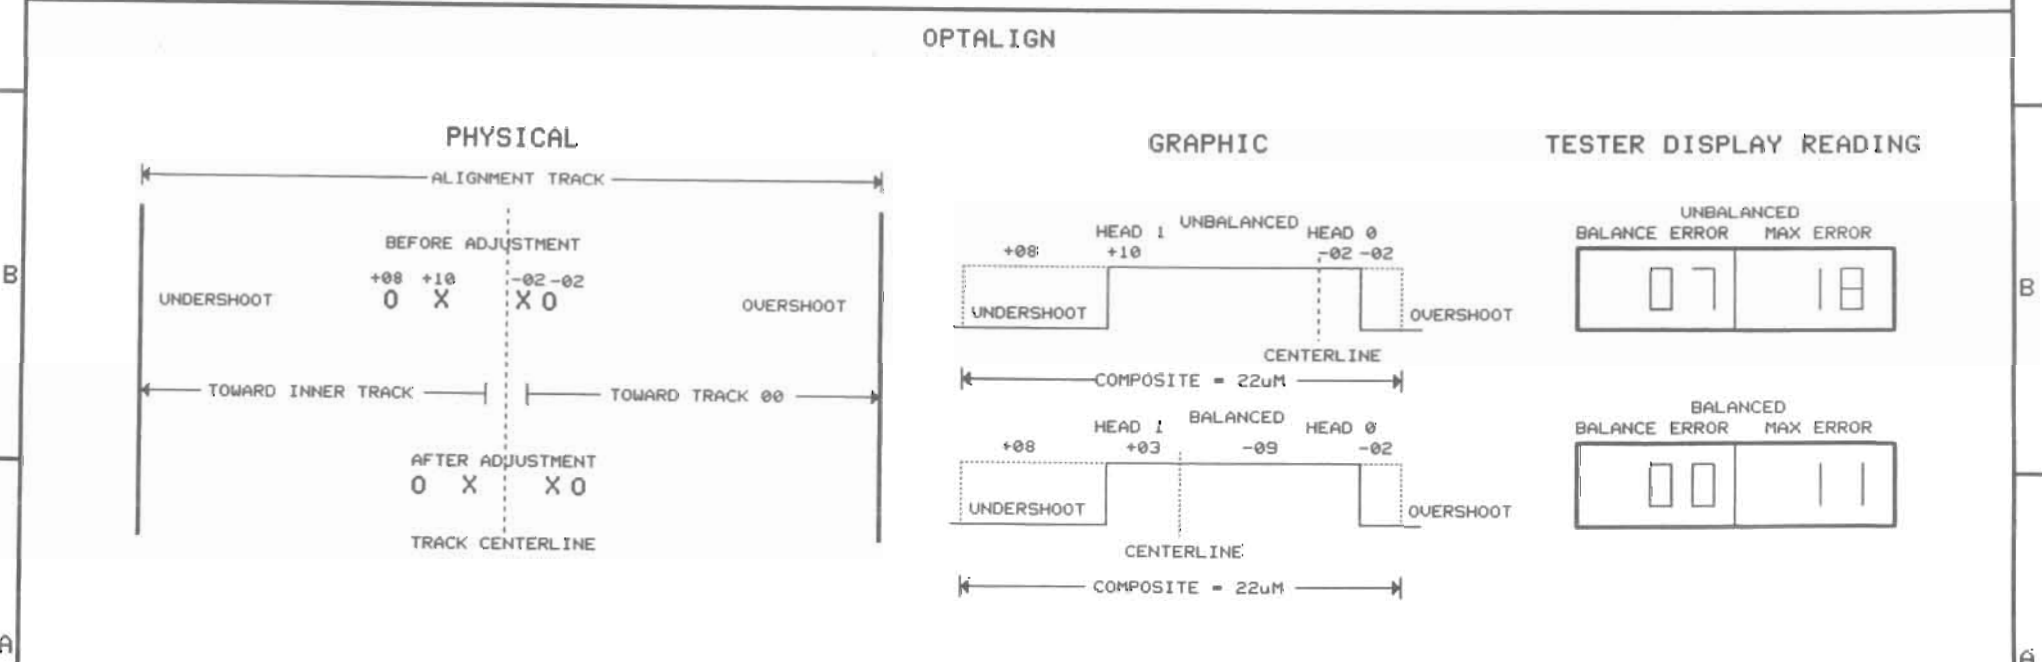 OPTALIGN
PHYSICAL
ALIGNMENT TRACK
BEFORE ADJUSTMENT
+08 +10 -02 -02
UNDERSHOOT O X X O OVERSHOOT
TOWARD INNER TRACK TOWARD TRACK 00
AFTER ADJUSTMENT
O X X O
TRACK CENTERLINE
GRAPHIC
HEAD 1 UNBALANCED HEAD 0
+08 +10 -02 -02
UNDERSHOOT OVERSHOOT
CENTERLINE
COMPOSITE = 22uM
HEAD 1 BALANCED HEAD 0
+08 +03 -09 -02
UNDERSHOOT OVERSHOOT
CENTERLINE
COMPOSITE = 22uM
TESTER DISPLAY READING
UNBALANCED
BALANCE ERROR MAX ERROR
07 18
BALANCED
BALANCE ERROR MAX ERROR
00 11
B B
A A